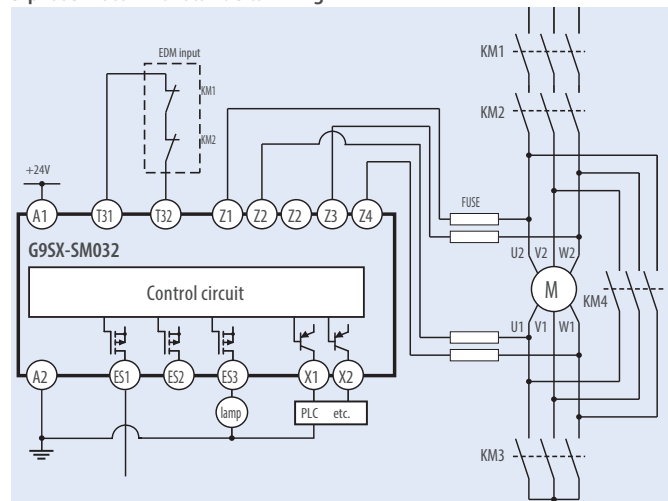 EDM input
KM1
KM2
KM1
KM2
+24V
A1 T31 T32 Z1 Z2 Z2 Z3 Z4
FUSE
G9SX-SM032
Control circuit
U2 V2 W2
M
KM4
U1 V1 W1
A2 ES1 ES2 ES3 X1 X2
lamp
PLC etc.
KM3